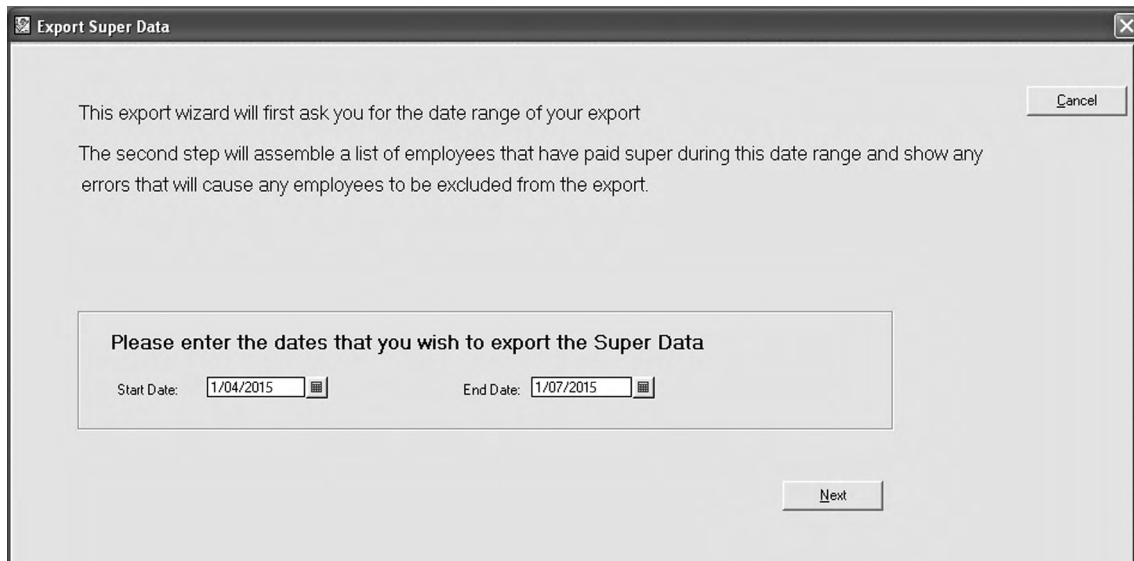 Export Super Data
Cancel
This export wizard will first ask you for the date range of your export
The second step will assemble a list of employees that have paid super during this date range and show any
errors that will cause any employees to be excluded from the export.
Please enter the dates that you wish to export the Super Data
Start Date: 1/04/2015 End Date: 1/07/2015
Next